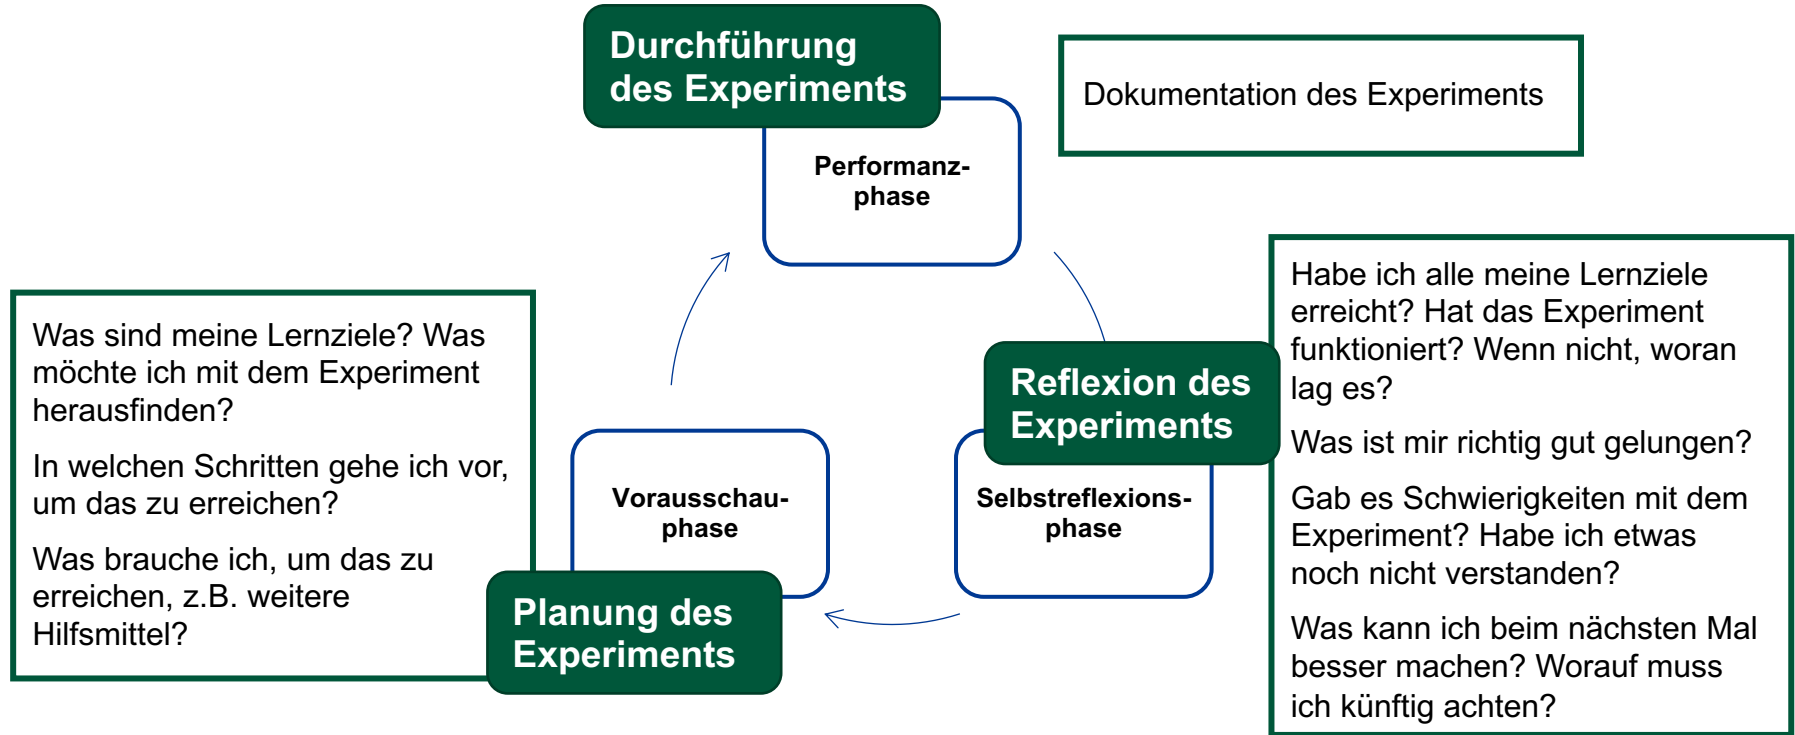 Durchführung
des Experiments
Performanz-
phase
Dokumentation des Experiments
Was sind meine Lernziele? Was
möchte ich mit dem Experiment
herausfinden?
In welchen Schritten gehe ich vor,
um das zu erreichen?
Was brauche ich, um das zu
erreichen, z.B. weitere
Hilfsmittel?
Vorausschau-
phase
Planung des
Experiments
Reflexion des
Experiments
Selbstreflexions-
phase
Habe ich alle meine Lernziele
erreicht? Hat das Experiment
funktioniert? Wenn nicht, woran
lag es?
Was ist mir richtig gut gelungen?
Gab es Schwierigkeiten mit dem
Experiment? Habe ich etwas
noch nicht verstanden?
Was kann ich beim nächsten Mal
besser machen? Worauf muss
ich künftig achten?